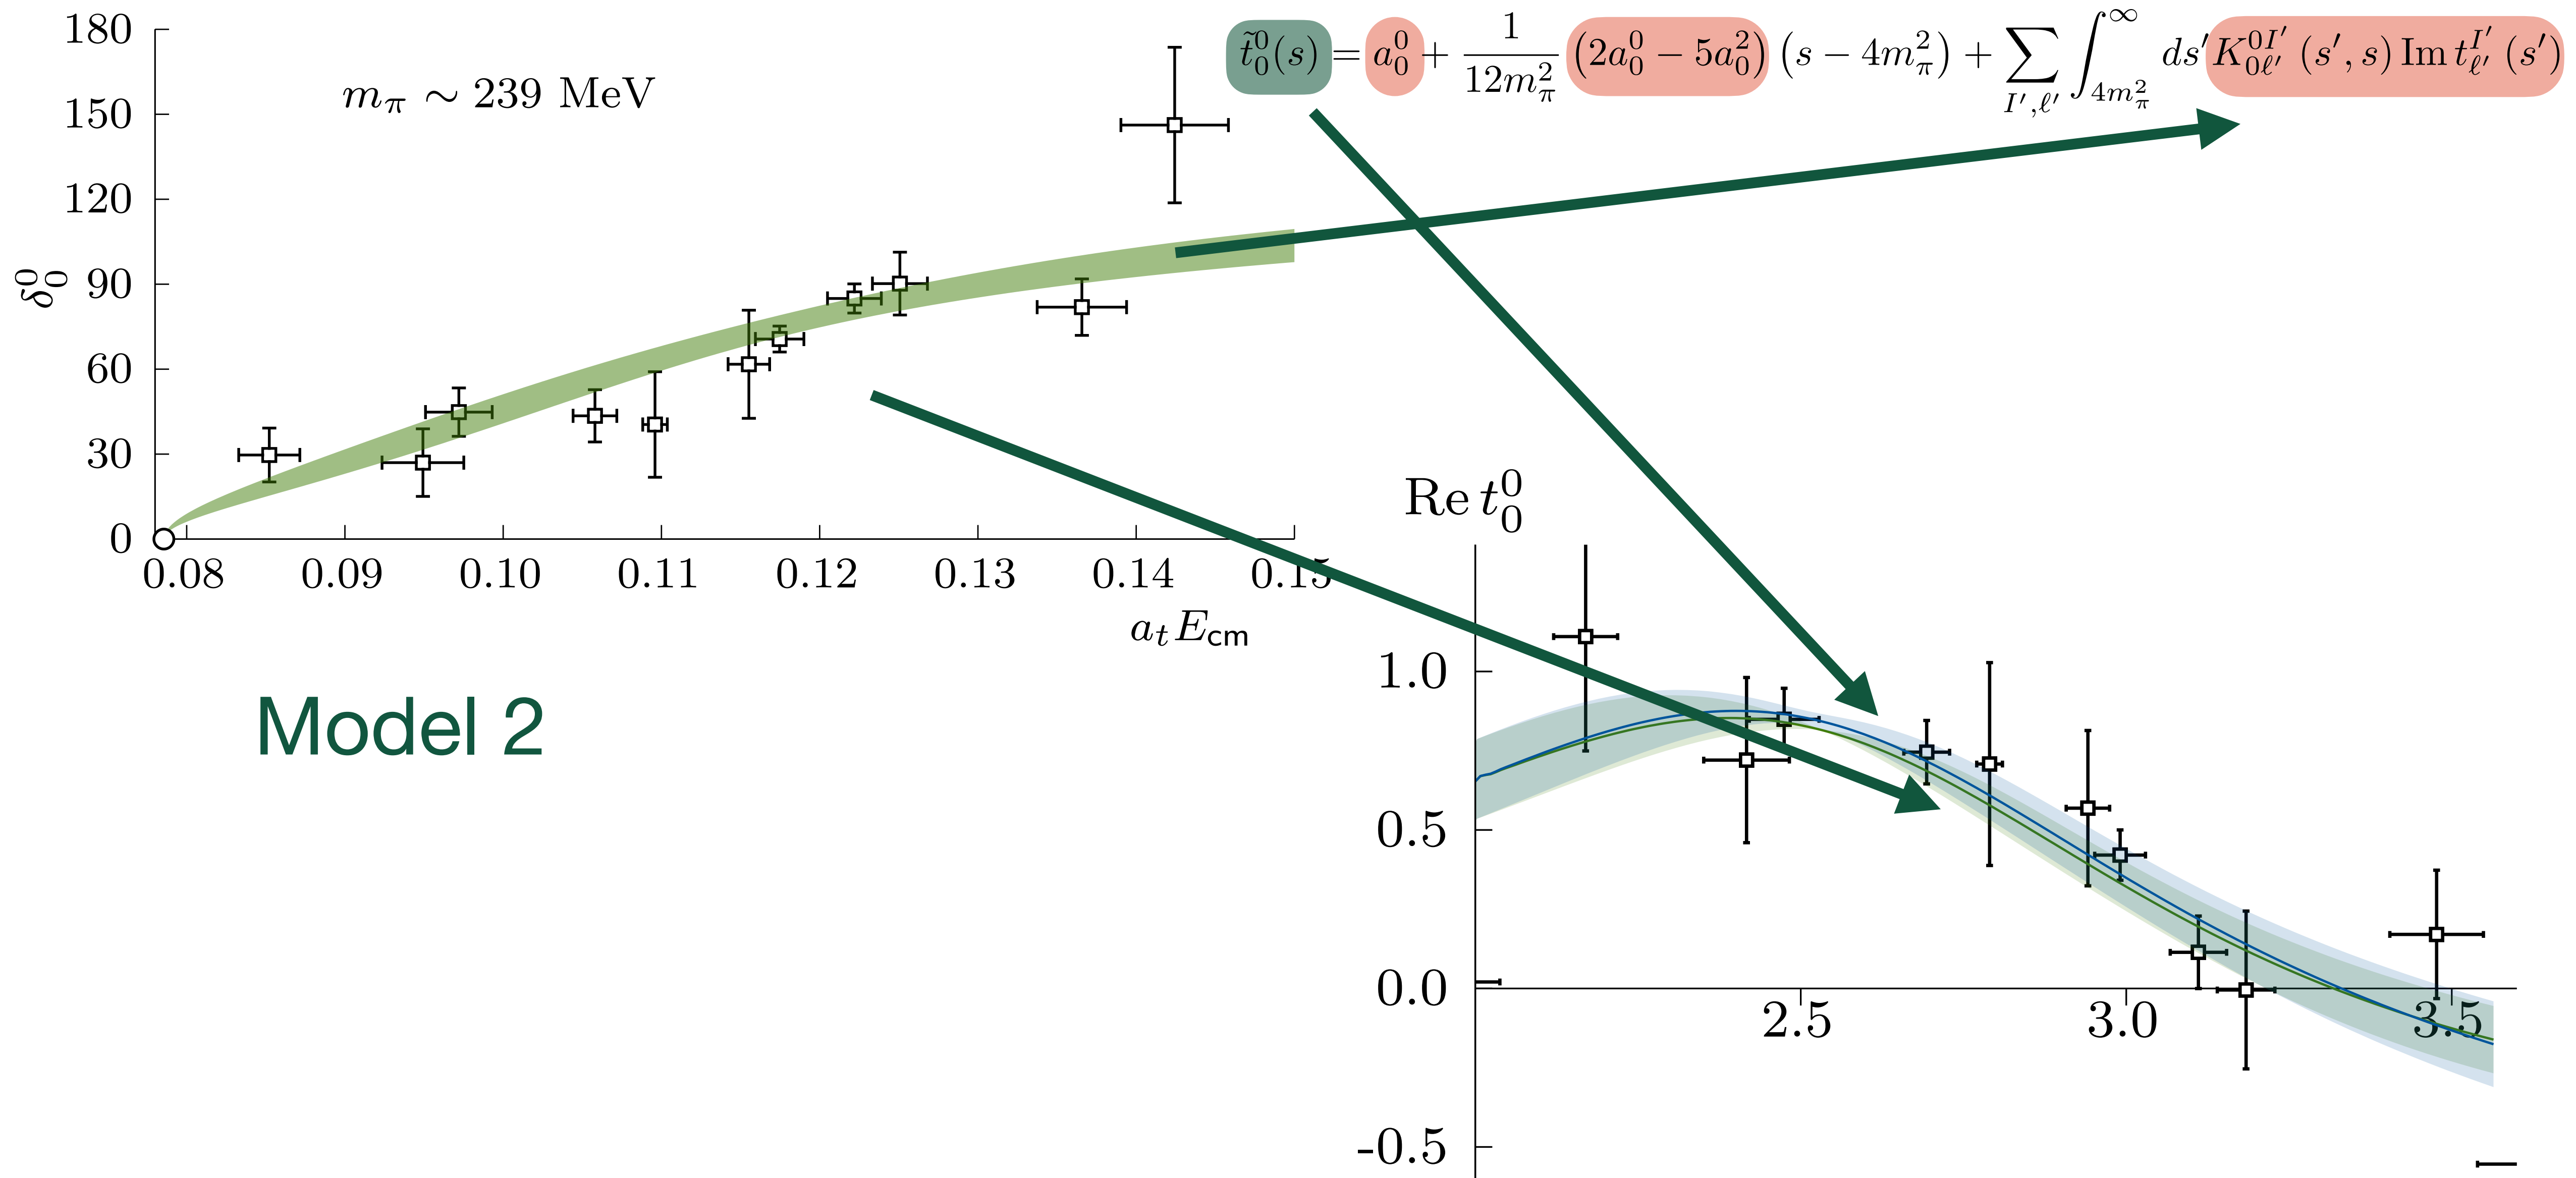 180
150
120
90
60
30
0
δ₀⁰
m_π ∼ 239 MeV
0.08 0.09 0.10 0.11 0.12 0.13 0.14 0.15
a_t E_cm
t̃₀⁰(s) = a₀⁰ + 1/(12m_π²) (2a₀⁰ − 5a₀²) (s − 4m_π²) + ∑_{I′,ℓ′} ∫_{4m_π²}^{∞} ds′ K_{0ℓ′}^{0I′} (s′, s) Im t_{ℓ′}^{I′} (s′)
Model 2
Re t₀⁰
1.0
0.5
0.0
-0.5
2.5 3.0 3.5